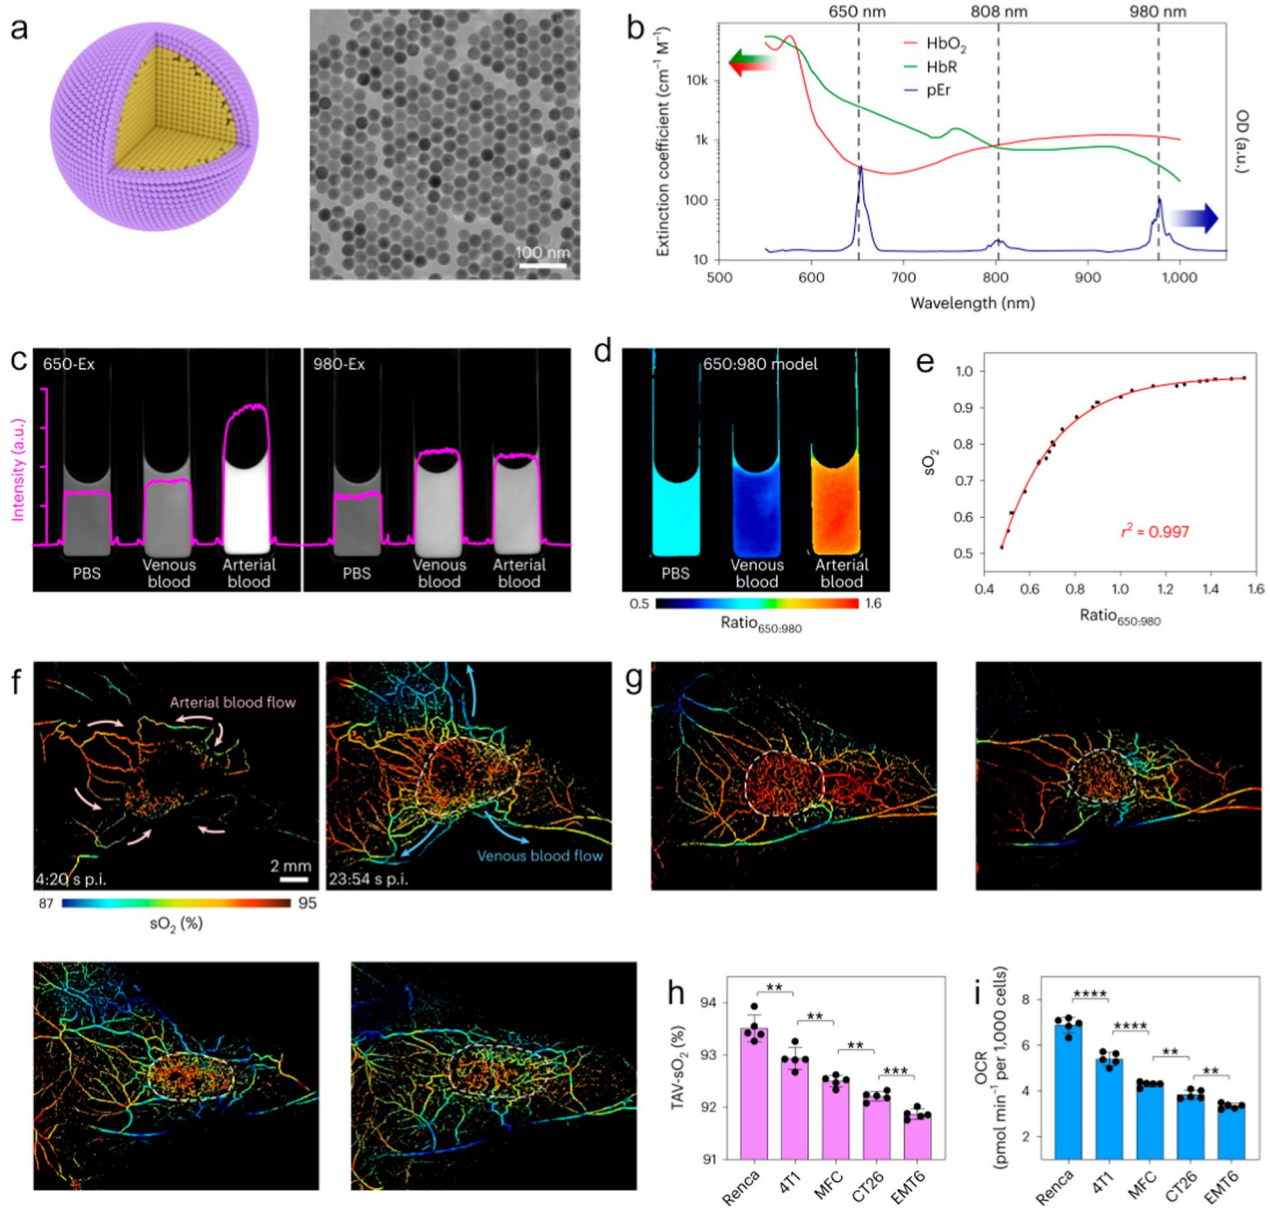 a
100 nm
b
650 nm
808 nm
980 nm
HbO2
HbR
pEr
Extinction coefficient (cm−1 M−1)
10k
1k
100
10
OD (a.u.)
500
600
700
800
900
1,000
Wavelength (nm)
c
650-Ex
980-Ex
Intensity (a.u.)
PBS
Venous blood
Arterial blood
PBS
Venous blood
Arterial blood
d
650:980 model
PBS
Venous blood
Arterial blood
0.5
1.6
Ratio650:980
e
sO2
1.0
0.9
0.8
0.7
0.6
0.5
r2 = 0.997
0.4
0.6
0.8
1.0
1.2
1.4
1.6
Ratio650:980
f
Arterial blood flow
4:20 s p.i.
2 mm
23:54 s p.i.
Venous blood flow
87
95
sO2 (%)
g
h
TAV-sO2 (%)
94
93
92
91
**
**
**
***
Renca
4T1
MFC
CT26
EMT6
i
OCR
(pmol min−1 per 1,000 cells)
8
6
4
2
****
****
**
**
Renca
4T1
MFC
CT26
EMT6